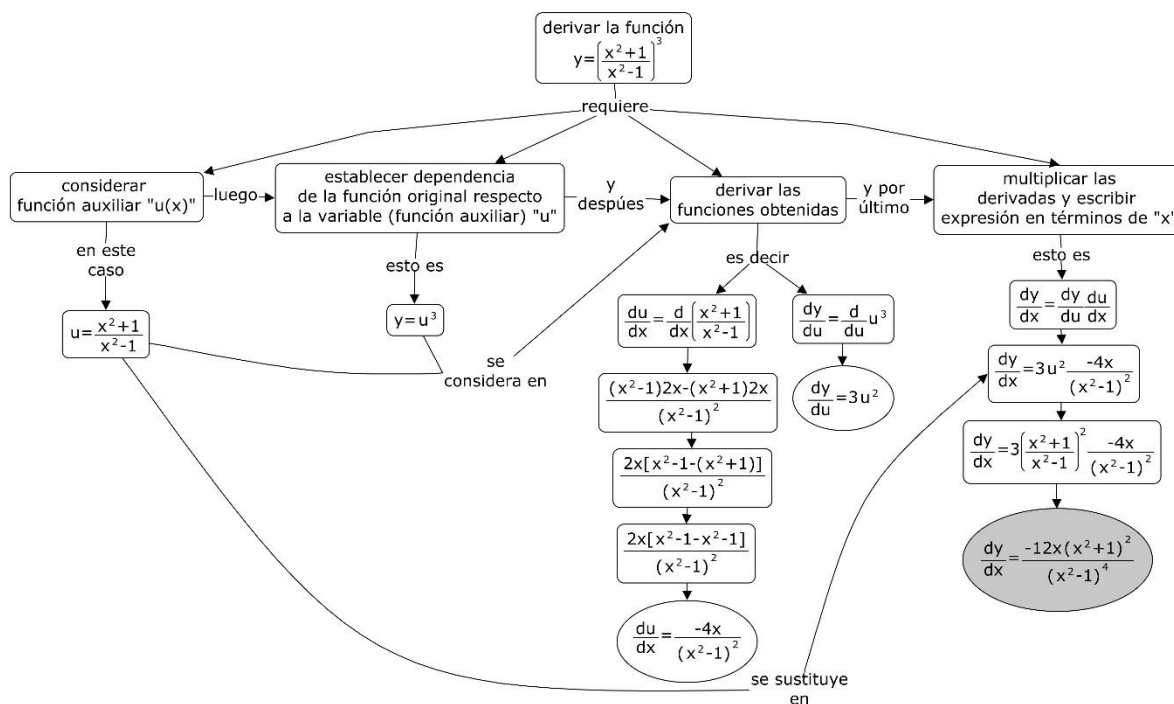 derivar la función
y=(x²+1/x²-1)³
requiere
considerar
función auxiliar "u(x)"
luego
establecer dependencia
de la función original respecto
a la variable (función auxiliar) "u"
y
despúes
derivar las
funciones obtenidas
y por
último
multiplicar las
derivadas y escribir
expresión en términos de "x"
en este
caso
u=x²+1/x²-1
esto es
y=u³
se
considera en
es decir
du/dx=d/dx(x²+1/x²-1)
(x²-1)2x-(x²+1)2x/(x²-1)²
2x[x²-1-(x²+1)]/(x²-1)²
2x[x²-1-x²-1]/(x²-1)²
du/dx=-4x/(x²-1)²
dy/du=d/du u³
dy/du=3u²
esto es
dy/dx=dy/du du/dx
dy/dx=3u² -4x/(x²-1)²
dy/dx=3(x²+1/x²-1)² -4x/(x²-1)²
dy/dx=-12x(x²+1)²/(x²-1)⁴
se sustituye
en